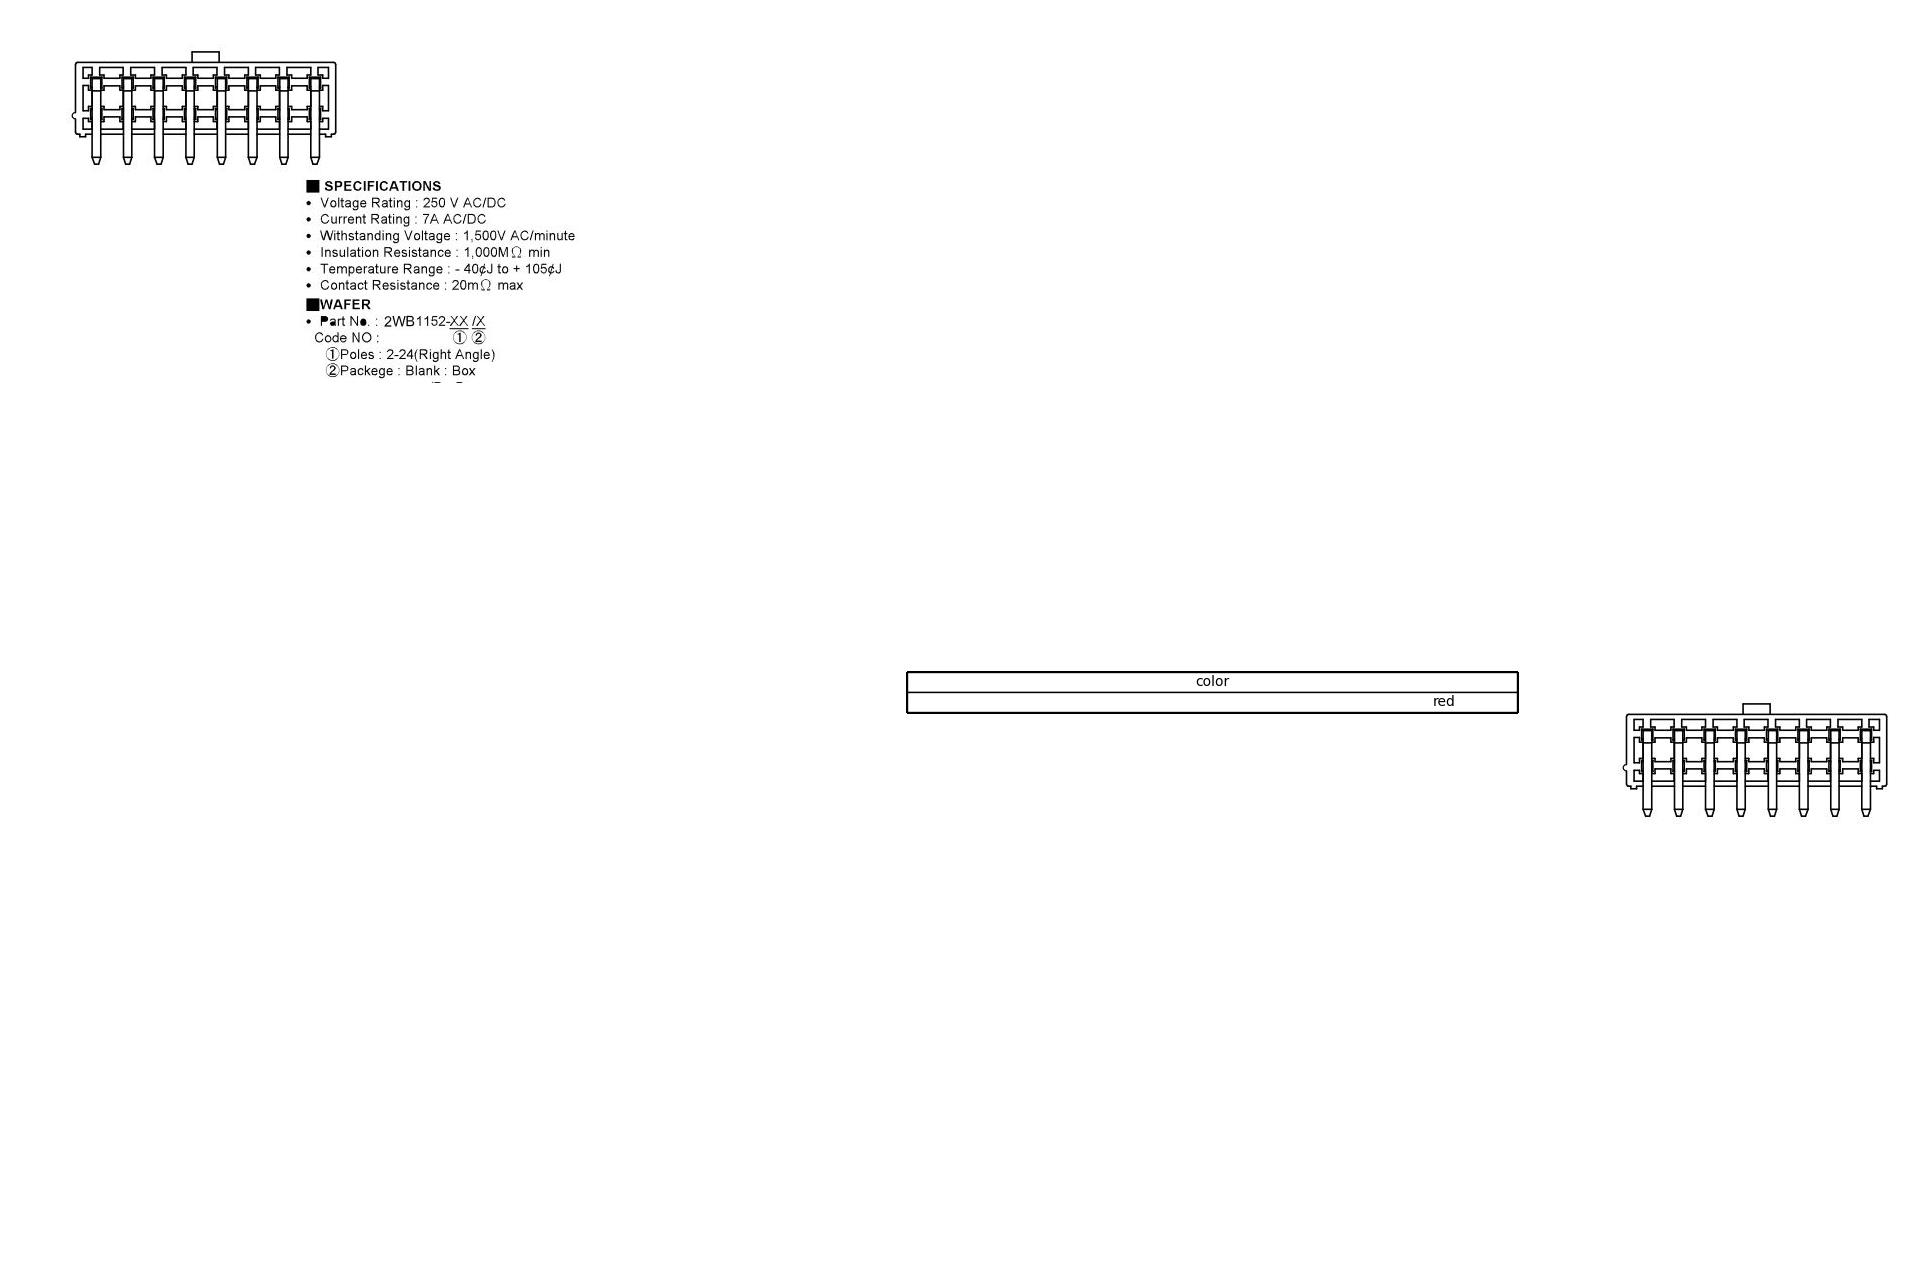 ■ SPECIFICATIONS
• Voltage Rating : 250 V AC/DC
• Current Rating : 7A AC/DC
• Withstanding Voltage : 1,500V AC/minute
• Insulation Resistance : 1,000MΩ min
• Temperature Range : - 40¢J to + 105¢J
• Contact Resistance : 20mΩ max
■WAFER
• Part No. : 2WB1152-XX /X
Code NO : ① ②
①Poles : 2-24(Right Angle)
②Packege : Blank : Box
color
red